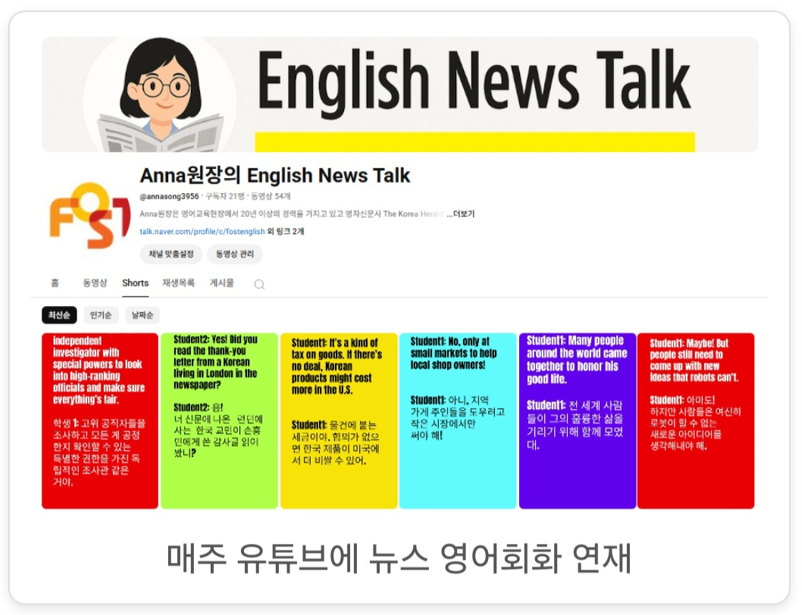 English News Talk
Anna원장의 English News Talk
FOST
@annasong3956 · 구독자 21명 · 동영상 54개
Anna원장은 영어교육현장에서 20년 이상의 경력을 가지고 있고 영자신문사 The Korea Herald ...더보기
talk.naver.com/profile/c/fostenglish 외 링크 2개
채널 맞춤설정 동영상 관리
홈 동영상 Shorts 재생목록 게시물
최신순 인기순 날짜순
independent
investigator with
special powers to look
into high-ranking
officials and make sure
everything's fair.
학생 1: 고위 공직자들을
조사하고 모든 게 공정
한지 확인할 수 있는
특별한 권한을 가진 독
립적인 조사관 같은
거야.
Student2: Yes! Did you
read the thank-you
letter from a Korean
living in London in the
newspaper?
Student2: 응!
너 신문에 나온 런던에
사는 한국 교민이 손흥
민에게 쓴 감사글 읽어
봤니?
Student1: It's a kind of
tax on goods. If there's
no deal, Korean
products might cost
more in the U.S.
Student1: 물건에 붙는
세금이야. 합의가 없으
면 한국 제품이 미국에
서 더 비쌀 수 있어.
Student1: No, only at
small markets to help
local shop owners!
Student1: 아니, 지역
가게 주인들을 도우려고
작은 시장에서만
써야 해!
Student1: Many people
around the world came
together to honor his
good life.
Student1: 전 세계 사람
들이 그의 훌륭한 삶을
기리기 위해 함께 모였
대.
Student1: Maybe! But
people still need to
come up with new
ideas that robots can't.
Student1: 아마도!
하지만 사람들은 여전히
로봇이 할 수 없는
새로운 아이디어를
생각해내야 해.
매주 유튜브에 뉴스 영어회화 연재